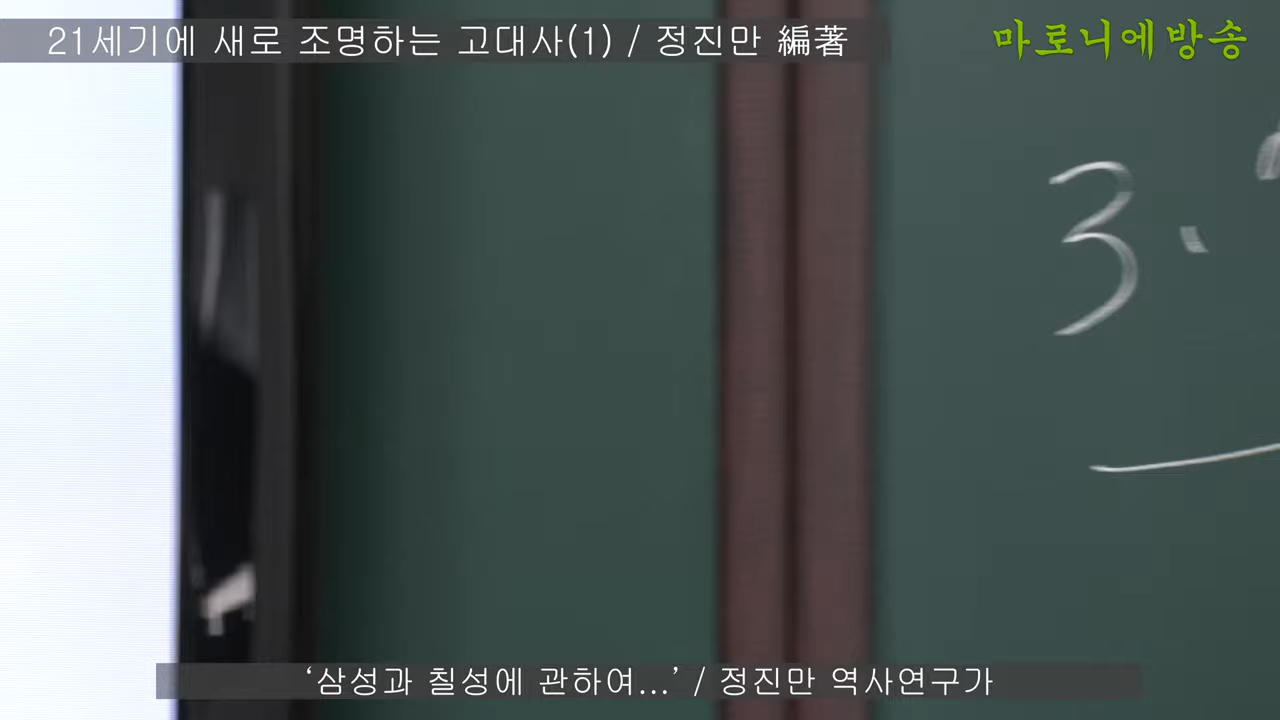 21세기에 새로 조명하는 고대사(1) / 정진만 編著
마로니에방송
3.
‘삼성과 칠성에 관하여...’ / 정진만 역사연구가